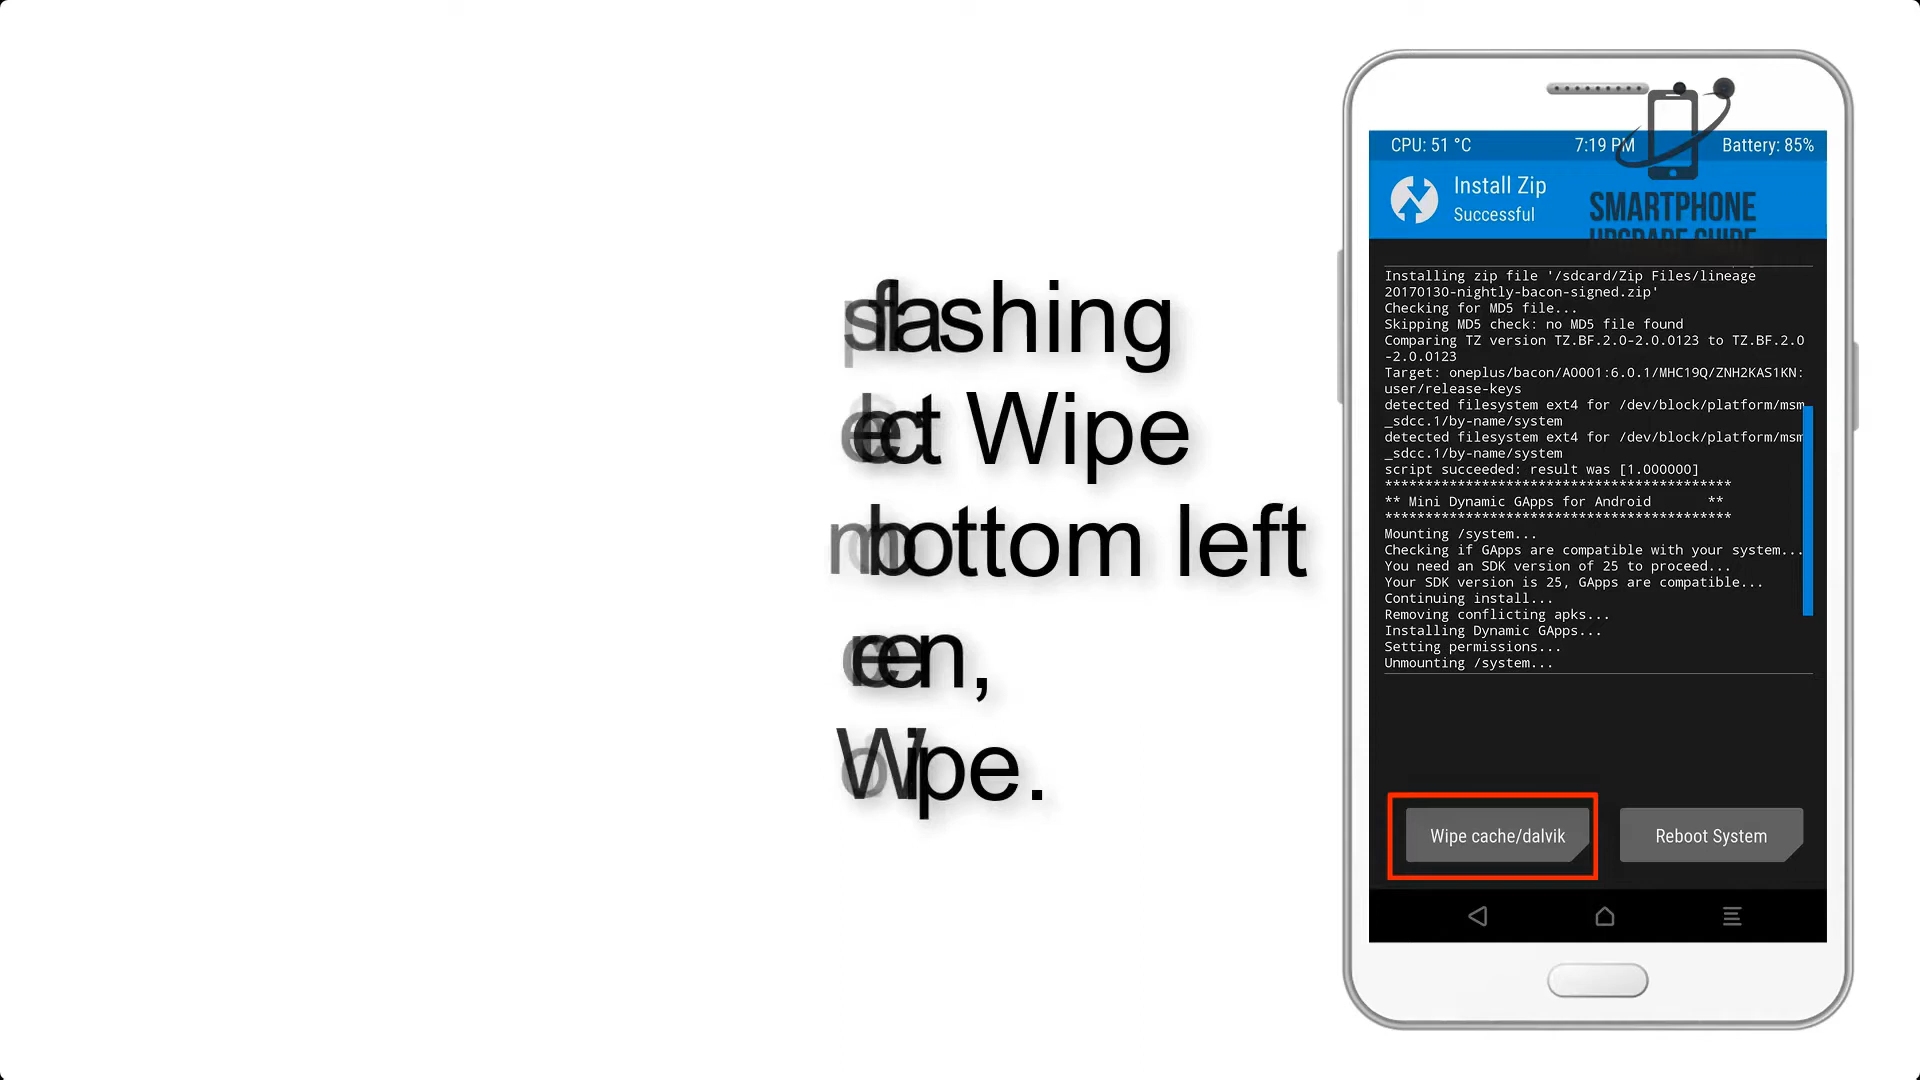 flashing
Wipe
bottom left
Wipe.
CPU: 51 °C
7:19 PM
Battery: 85%
Install Zip
Successful
SMARTPHONE
UPGRADE GUIDE
Installing zip file '/sdcard/Zip Files/lineage
20170130-nightly-bacon-signed.zip'
Checking for MD5 file...
Skipping MD5 check: no MD5 file found
Comparing TZ version TZ.BF.2.0-2.0.0123 to TZ.BF.2.0
-2.0.0123
Target: oneplus/bacon/A0001:6.0.1/MHC19Q/ZNH2KAS1KN:
user/release-keys
detected filesystem ext4 for /dev/block/platform/msm
_sdcc.1/by-name/system
detected filesystem ext4 for /dev/block/platform/msm
_sdcc.1/by-name/system
script succeeded: result was [1.000000]
*******************************************
** Mini Dynamic GApps for Android       **
*******************************************
Mounting /system...
Checking if GApps are compatible with your system...
You need an SDK version of 25 to proceed...
Your SDK version is 25, GApps are compatible...
Continuing install...
Removing conflicting apks...
Installing Dynamic GApps...
Setting permissions...
Unmounting /system...
Wipe cache/dalvik
Reboot System